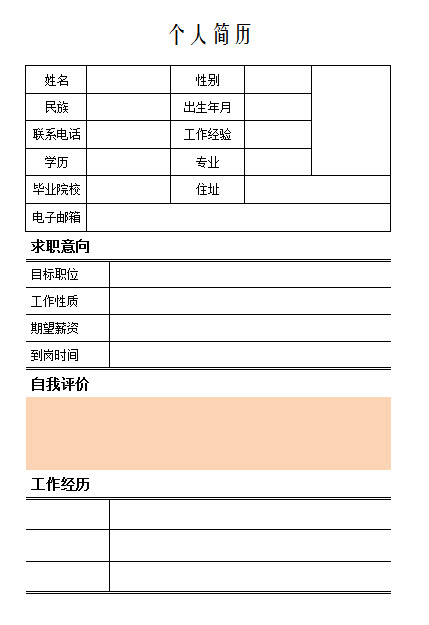 个人简历
姓名 性别
民族 出生年月
联系电话 工作经验
学历 专业
毕业院校 住址
电子邮箱
求职意向
目标职位
工作性质
期望薪资
到岗时间
自我评价
工作经历